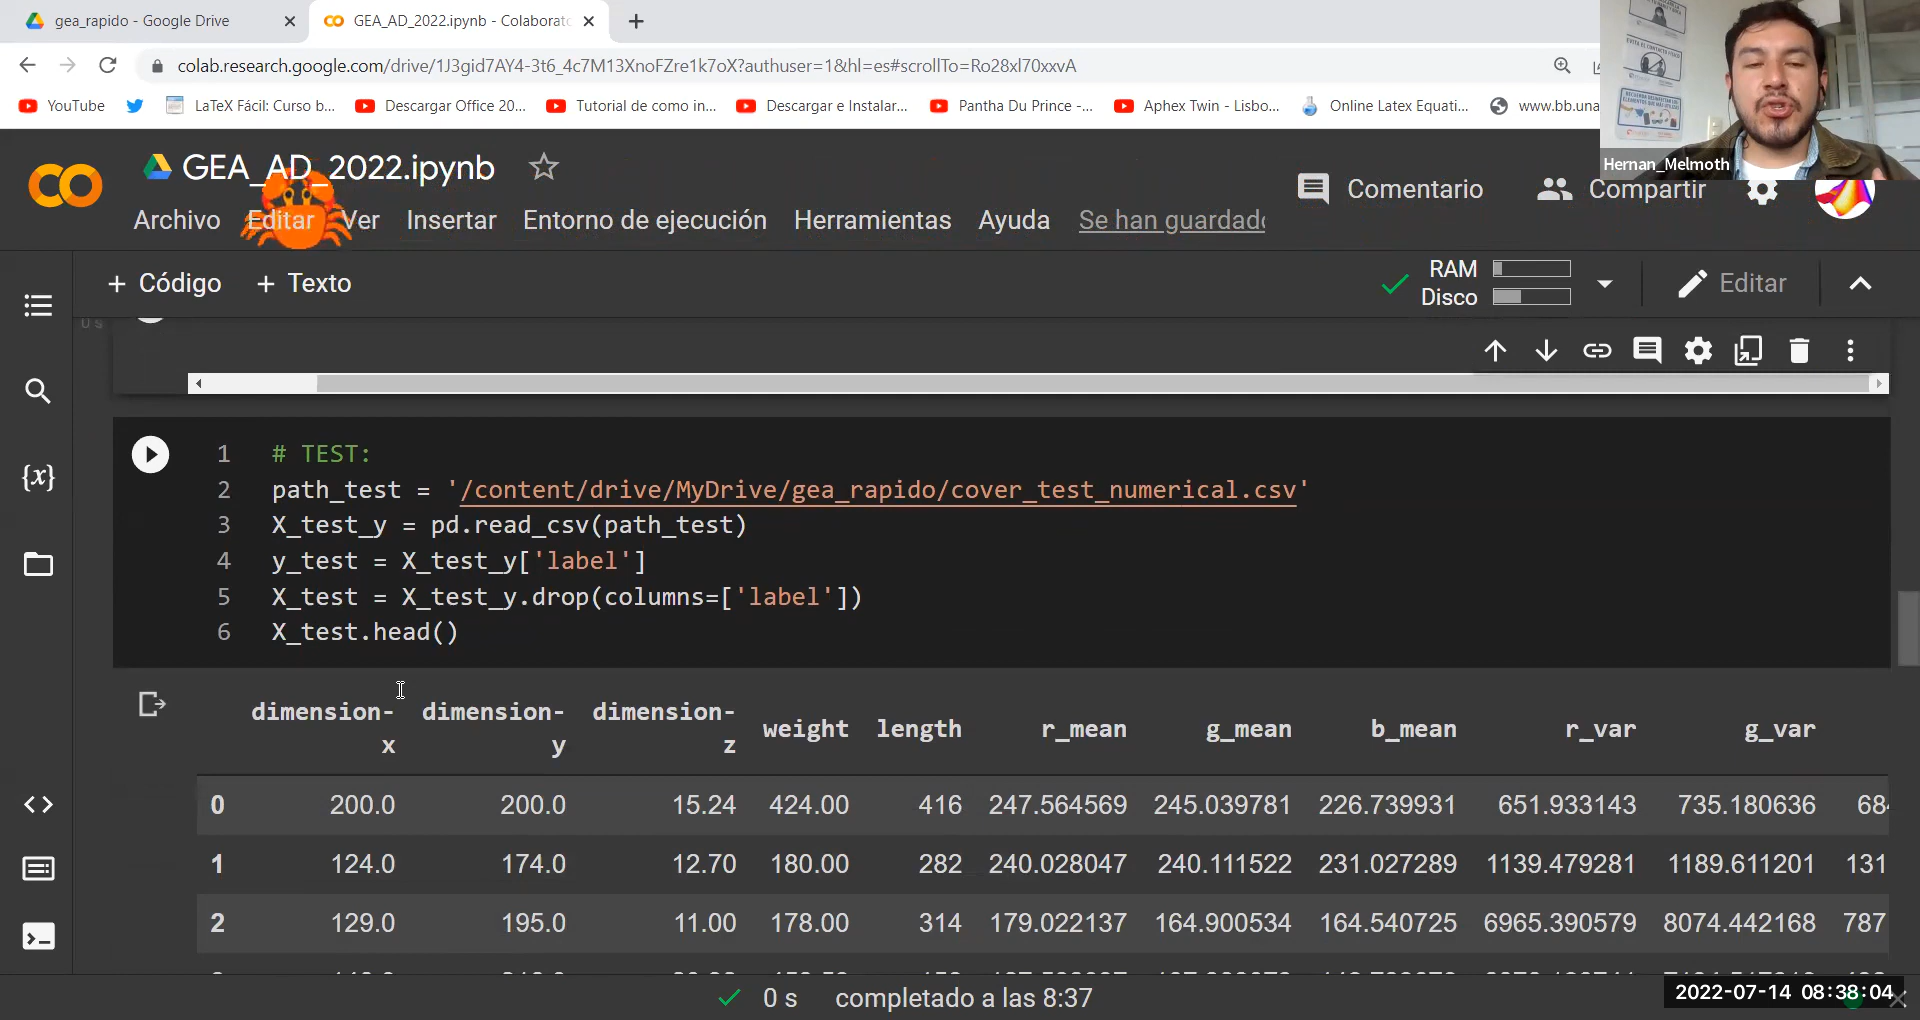 gea_rapido - Google Drive
GEA_AD_2022.ipynb - Colaborato
colab.research.google.com/drive/1J3gid7AY4-3t6_4c7M13XnoFZre1k7oX?authuser=1&hl=es#scrollTo=Ro28xl70xxvA
YouTube
LaTeX Fácil: Curso b...
Descargar Office 20...
Tutorial de como in...
Descargar e Instalar...
Pantha Du Prince -...
Aphex Twin - Lisbo...
Online Latex Equati...
www.bb.una
Hernan_Melmoth
GEA_AD_2022.ipynb
Comentario
Compartir
Archivo Editar Ver Insertar Entorno de ejecución Herramientas Ayuda Se han guardado
+ Código + Texto
RAM
Disco
Editar
0 s
1 # TEST:
2 path_test = '/content/drive/MyDrive/gea_rapido/cover_test_numerical.csv'
3 X_test_y = pd.read_csv(path_test)
4 y_test = X_test_y['label']
5 X_test = X_test_y.drop(columns=['label'])
6 X_test.head()
dimension-x dimension-y dimension-z weight length r_mean g_mean b_mean r_var g_var
0 200.0 200.0 15.24 424.00 416 247.564569 245.039781 226.739931 651.933143 735.180636 684
1 124.0 174.0 12.70 180.00 282 240.028047 240.111522 231.027289 1139.479281 1189.611201 131
2 129.0 195.0 11.00 178.00 314 179.022137 164.900534 164.540725 6965.390579 8074.442168 787
0 s completado a las 8:37
2022-07-14 08:38:04